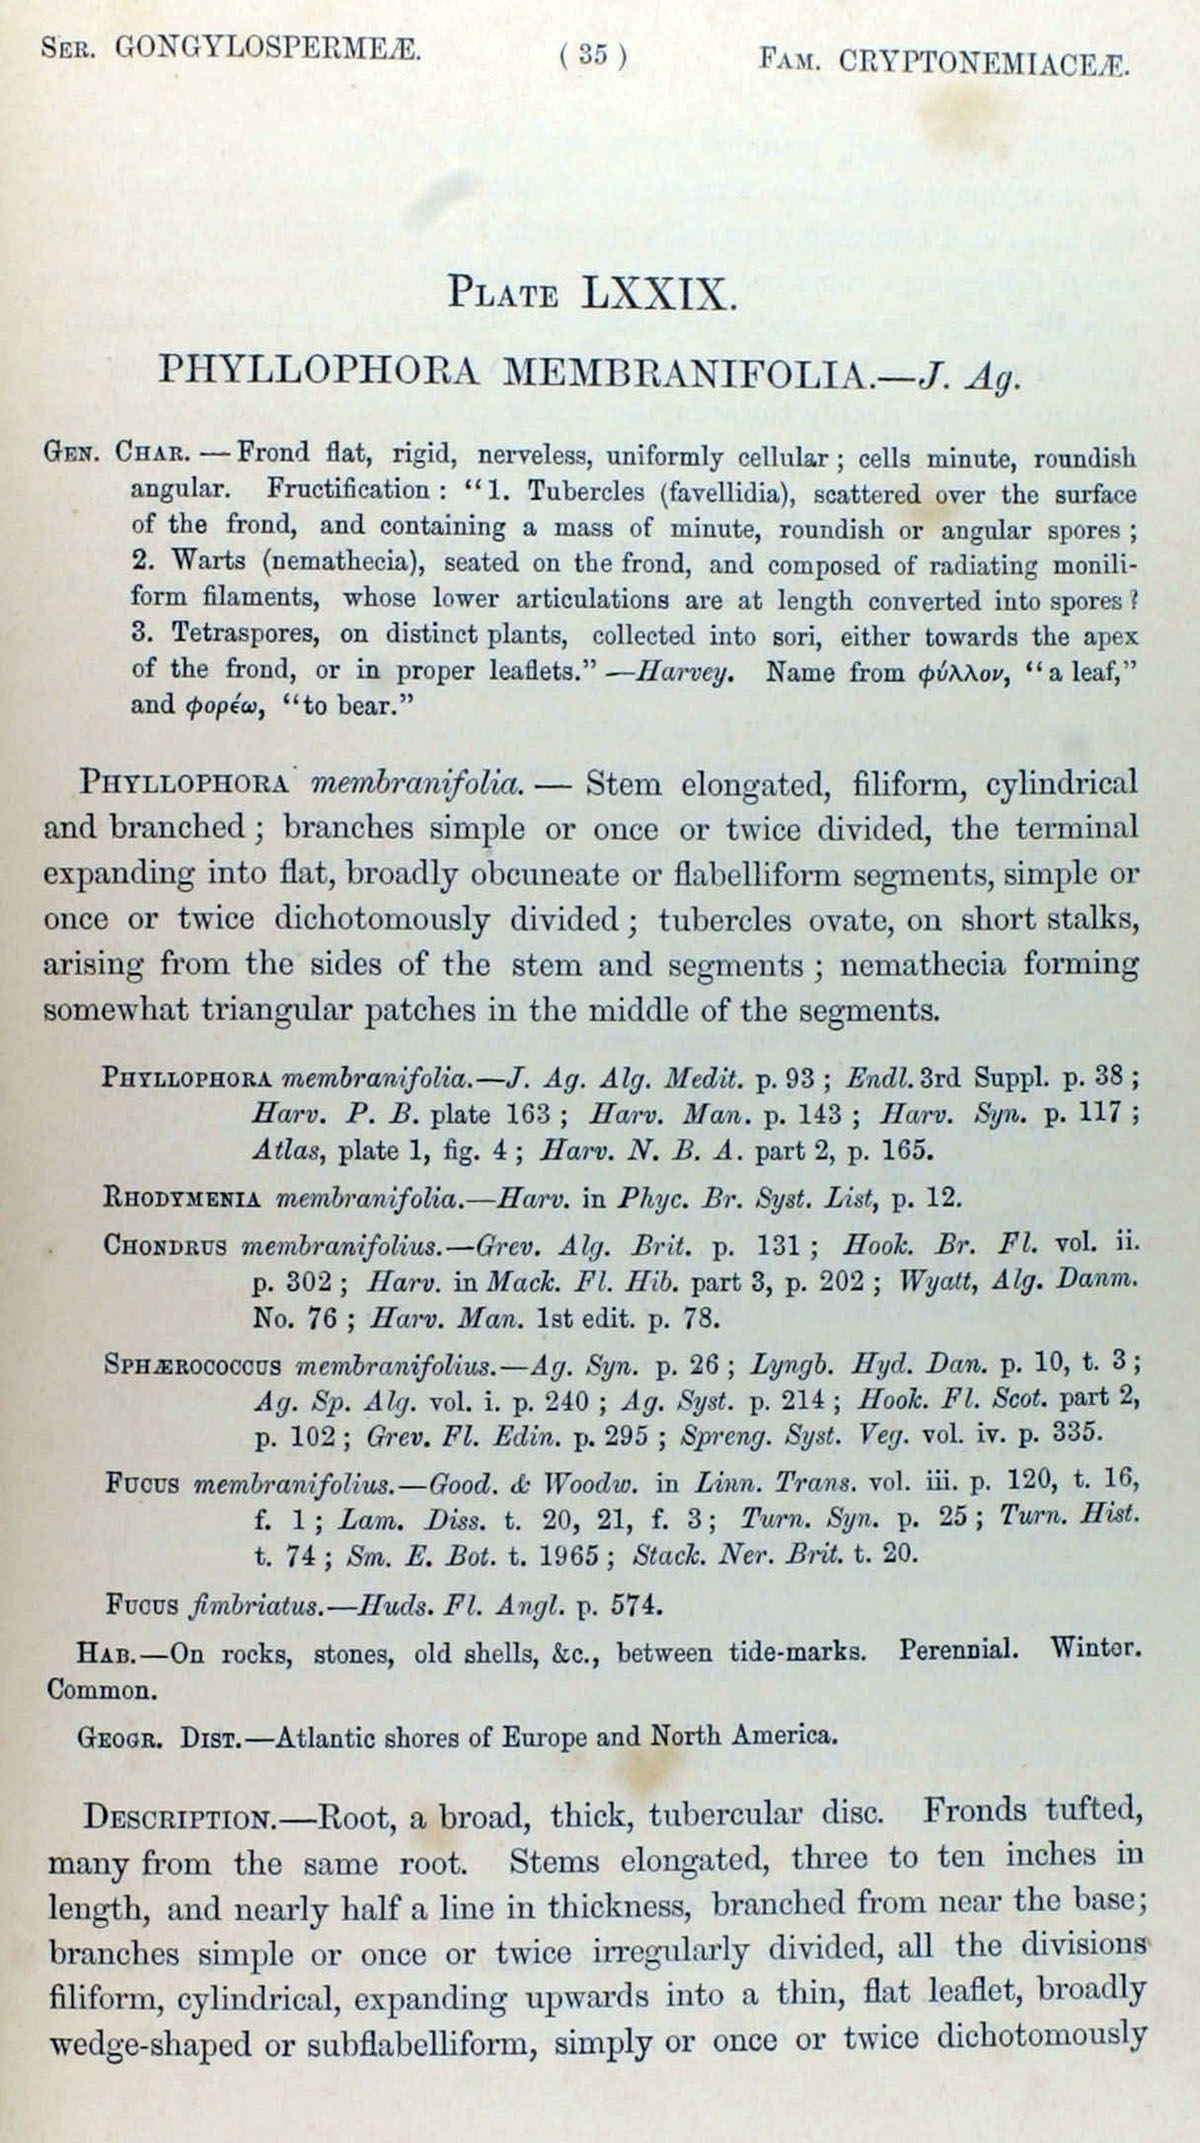 Ser. GONGYLOSPERMEÆ. ( 35 ) Fam. CRYPTONEMIACEÆ.
Plate LXXIX.
PHYLLOPHORA MEMBRANIFOLIA.—J. Ag.
Gen. Char. — Frond flat, rigid, nerveless, uniformly cellular ; cells minute, roundish
angular. Fructification : “1. Tubercles (favellidia), scattered over the surface
of the frond, and containing a mass of minute, roundish or angular spores ;
2. Warts (nemathecia), seated on the frond, and composed of radiating monili-
form filaments, whose lower articulations are at length converted into spores ?
3. Tetraspores, on distinct plants, collected into sori, either towards the apex
of the frond, or in proper leaflets.” —Harvey. Name from φύλλον, “a leaf,”
and φορέω, “to bear.”
Phyllophora membranifolia. — Stem elongated, filiform, cylindrical
and branched ; branches simple or once or twice divided, the terminal
expanding into flat, broadly obcuneate or flabelliform segments, simple or
once or twice dichotomously divided ; tubercles ovate, on short stalks,
arising from the sides of the stem and segments ; nemathecia forming
somewhat triangular patches in the middle of the segments.
Phyllophora membranifolia.—J. Ag. Alg. Medit. p. 93 ; Endl. 3rd Suppl. p. 38 ;
Harv. P. B. plate 163 ; Harv. Man. p. 143 ; Harv. Syn. p. 117 ;
Atlas, plate 1, fig. 4 ; Harv. N. B. A. part 2, p. 165.
Rhodymenia membranifolia.—Harv. in Phyc. Br. Syst. List, p. 12.
Chondrus membranifolius.—Grev. Alg. Brit. p. 131 ; Hook. Br. Fl. vol. ii.
p. 302 ; Harv. in Mack. Fl. Hib. part 3, p. 202 ; Wyatt, Alg. Danm.
No. 76 ; Harv. Man. 1st edit. p. 78.
Sphærococcus membranifolius.—Ag. Syn. p. 26 ; Lyngb. Hyd. Dan. p. 10, t. 3 ;
Ag. Sp. Alg. vol. i. p. 240 ; Ag. Syst. p. 214 ; Hook. Fl. Scot. part 2,
p. 102 ; Grev. Fl. Edin. p. 295 ; Spreng. Syst. Veg. vol. iv. p. 335.
Fucus membranifolius.—Good. & Woodw. in Linn. Trans. vol. iii. p. 120, t. 16,
f. 1 ; Lam. Diss. t. 20, 21, f. 3 ; Turn. Syn. p. 25 ; Turn. Hist.
t. 74 ; Sm. E. Bot. t. 1965 ; Stack. Ner. Brit. t. 20.
Fucus fimbriatus.—Huds. Fl. Angl. p. 574.
Hab.—On rocks, stones, old shells, &c., between tide-marks. Perennial. Winter.
Common.
Geogr. Dist.—Atlantic shores of Europe and North America.
Description.—Root, a broad, thick, tubercular disc. Fronds tufted,
many from the same root. Stems elongated, three to ten inches in
length, and nearly half a line in thickness, branched from near the base;
branches simple or once or twice irregularly divided, all the divisions
filiform, cylindrical, expanding upwards into a thin, flat leaflet, broadly
wedge-shaped or subflabelliform, simply or once or twice dichotomously